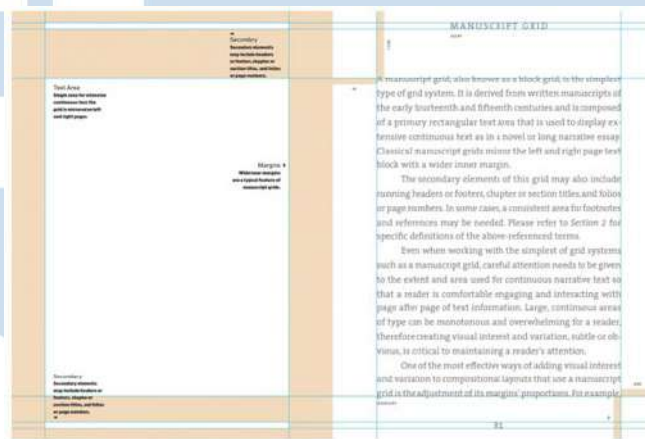 Secondary
Secondary elements
may include headers
or footers, chapter or
section titles, and folios
or page numbers.
Text Area
Single area for intensive
continuous text; the
grid is mirrored on left
and right pages.
Margins
Wide inner margins
are a typical feature of
manuscript grids.
Secondary
Secondary elements
may include headers or
footers, chapter or
section titles, and folios
or page numbers.
MANUSCRIPT GRID
A manuscript grid, also known as a block grid, is the simplest
type of grid system. It is derived from written manuscripts of
the early fourteenth and fifteenth centuries and is composed
of a primary rectangular text area that is used to display ex-
tensive continuous text as in a novel or long narrative essay.
Classical manuscript grids mirror the left and right page text
block with a wider inner margin.
The secondary elements of this grid may also include
running headers or footers, chapter or section titles, and folios
or page numbers. In some cases, a consistent area for footnotes
and references may be needed. Please refer to Section 2 for
specific definitions of the above-referenced terms.
Even when working with the simplest of grid systems
such as a manuscript grid, careful attention needs to be given
to the extent and area used for continuous narrative text so
that a reader is comfortable engaging and interacting with
page after page of text information. Large, continuous areas
of type can be monotonous and overwhelming for a reader,
therefore creating visual interest and variation, subtle or ob-
vious, is critical to maintaining a reader's attention.
One of the most effective ways of adding visual interest
and variation to compositional layouts that use a manuscript
grid is the adjustment of its margins' proportions. For example,
31